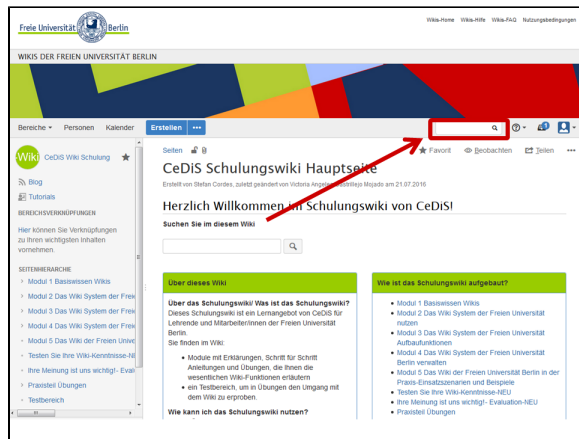 Freie Universität Berlin
Wikis-Home Wikis-Hilfe Wikis-FAQ Nutzungsbedingungen
WIKIS DER FREIEN UNIVERSITÄT BERLIN
Bereiche Personen Kalender Erstellen
Wiki CeDiS Wiki Schulung
Blog
Tutorials
BEREICHSVERKNÜPFUNGEN
Hier können Sie Verknüpfungen
zu Ihren wichtigsten Inhalten
vornehmen.
SEITENHIERARCHIE
Modul 1 Basiswissen Wikis
Modul 2 Das Wiki System der Freie
Modul 3 Das Wiki System der Freie
Modul 4 Das Wiki System der Freie
Modul 5 Das Wiki der Freien Unive
Testen Sie Ihre Wiki-Kenntnisse-N
Ihre Meinung ist uns wichtig!- Eval
Praxisteil Übungen
Testbereich
Seiten
Favorit Beobachten Teilen
CeDiS Schulungswiki Hauptseite
Erstellt von Stefan Cordes, zuletzt geändert von Victoria Mojado am 21.07.2016
Herzlich Willkommen im Schulungswiki von CeDiS!
Suchen Sie in diesem Wiki
Über dieses Wiki
Über das Schulungswiki/ Was ist das Schulungswiki?
Dieses Schulungswiki ist ein Lernangebot von CeDiS für
Lehrende und Mitarbeiter/innen der Freien Universität
Berlin.
Sie finden im Wiki:
Module mit Erklärungen, Schritt für Schritt
Anleitungen und Übungen, die Ihnen die
wesentlichen Wiki-Funktionen erläutern
ein Testbereich, um in Übungen den Umgang mit
dem Wiki zu erproben.
Wie kann ich das Schulungswiki nutzen?
Wie ist das Schulungswiki aufgebaut?
Modul 1 Basiswissen Wikis
Modul 2 Das Wiki System der Freien Universität
nutzen
Modul 3 Das Wiki System der Freien Universität
Aufbaufunktionen
Modul 4 Das Wiki System der Freien Universität
Berlin verwalten
Modul 5 Das Wiki der Freien Universität Berlin in der
Praxis-Einsatzszenarien und Beispiele
Testen Sie Ihre Wiki-Kenntnisse-NEU
Ihre Meinung ist uns wichtig!- Evaluation-NEU
Praxisteil Übungen